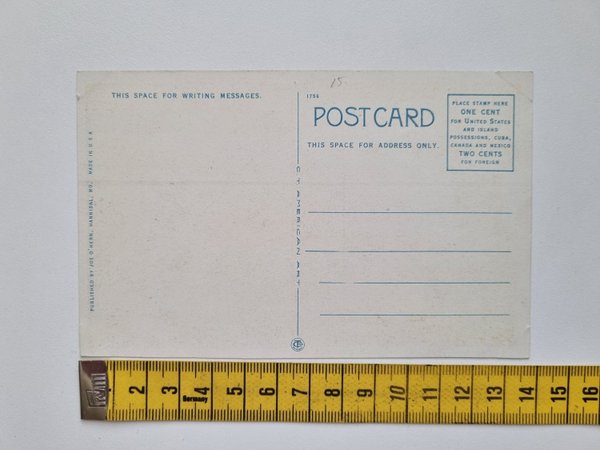 15
THIS SPACE FOR WRITING MESSAGES.
1756
POSTCARD
THIS SPACE FOR ADDRESS ONLY.
PLACE STAMP HERE
ONE CENT
FOR UNITED STATES
AND ISLAND
POSSESSIONS, CUBA,
CANADA AND MEXICO
TWO CENTS
FOR FOREIGN
PUBLISHED BY JOE O'HERN, HANNIBAL, MO. MADE IN U.S.A.
2 3 4 5 6 7 8 9 10 11 12 13 14 15 16
Germany